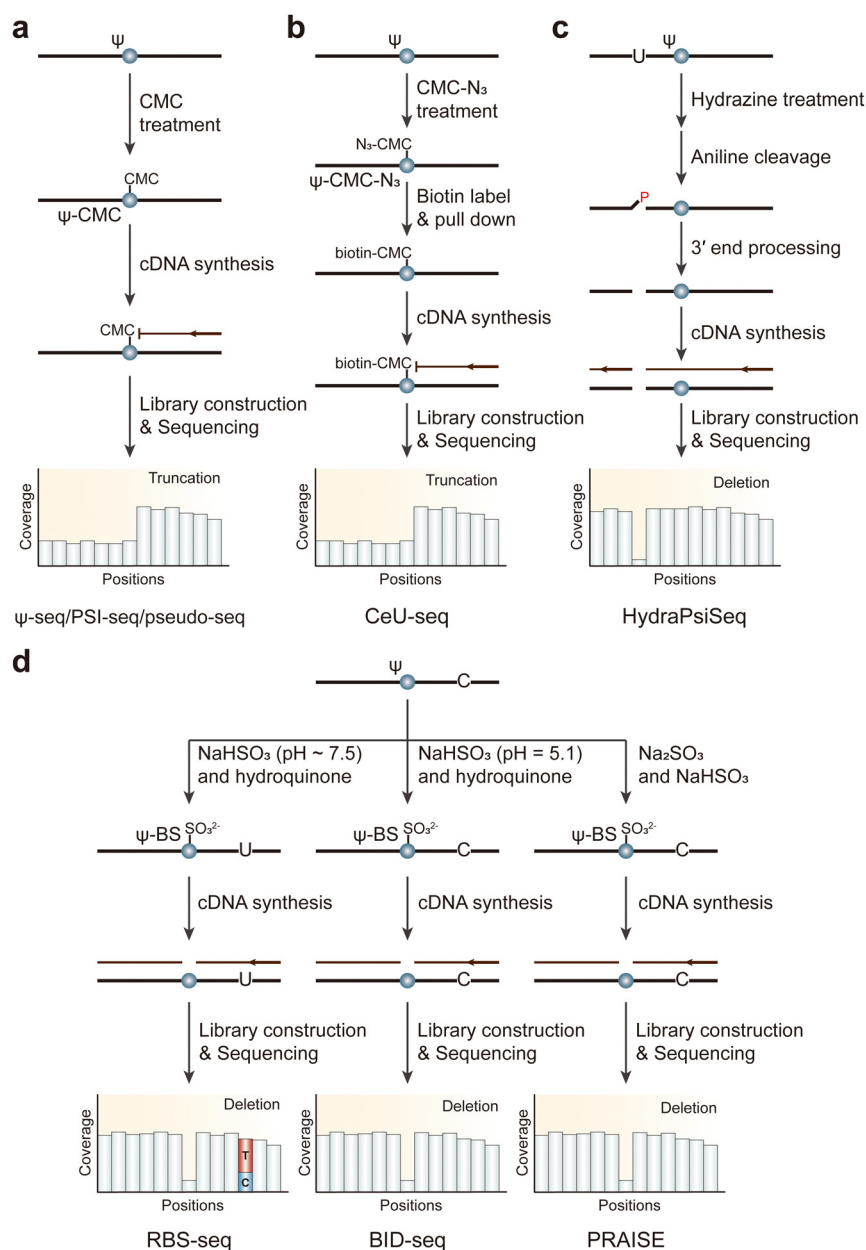 a
Ψ
CMC
treatment
CMC
Ψ-CMC
cDNA synthesis
CMC
Library construction
& Sequencing
Coverage
Truncation
Positions
Ψ-seq/PSI-seq/pseudo-seq
b
Ψ
CMC-N₃
treatment
N₃-CMC
Ψ-CMC-N₃
Biotin label
& pull down
biotin-CMC
cDNA synthesis
biotin-CMC
Library construction
& Sequencing
Coverage
Truncation
Positions
CeU-seq
c
U
Ψ
Hydrazine treatment
Aniline cleavage
P
3′ end processing
cDNA synthesis
Library construction
& Sequencing
Coverage
Deletion
Positions
HydraPsiSeq
d
Ψ
C
NaHSO₃ (pH ~ 7.5)
and hydroquinone
Ψ-BS
SO₃²⁻
U
cDNA synthesis
U
Library construction
& Sequencing
Coverage
Deletion
T
C
Positions
RBS-seq
NaHSO₃ (pH = 5.1)
and hydroquinone
Ψ-BS
SO₃²⁻
C
cDNA synthesis
C
Library construction
& Sequencing
Coverage
Deletion
Positions
BID-seq
Na₂SO₃
and NaHSO₃
Ψ-BS
SO₃²⁻
C
cDNA synthesis
C
Library construction
& Sequencing
Coverage
Deletion
Positions
PRAISE